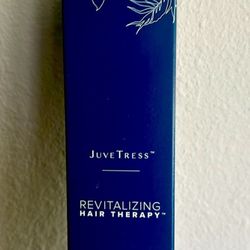 JUVETRESS™
REVITALIZING
HAIR THERAPY™